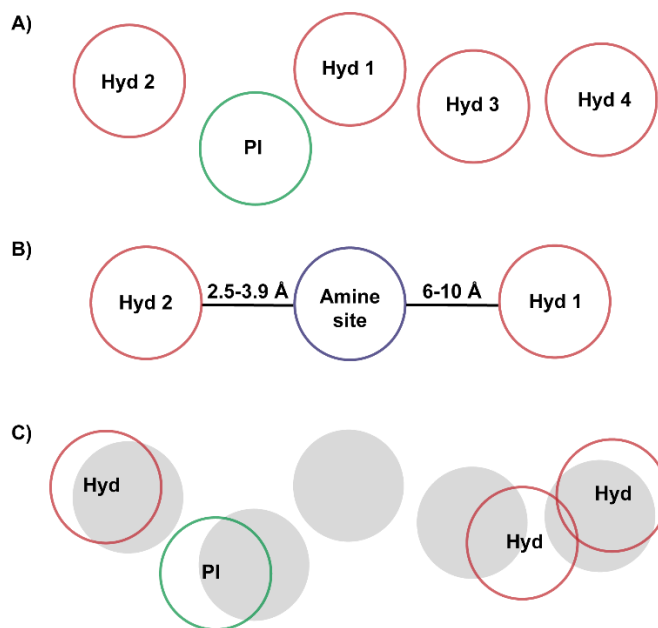 A)
Hyd 2
Hyd 1
Hyd 3
Hyd 4
PI
B)
Hyd 2
2.5-3.9 Å
Amine
site
6-10 Å
Hyd 1
C)
Hyd
Hyd
Hyd
PI